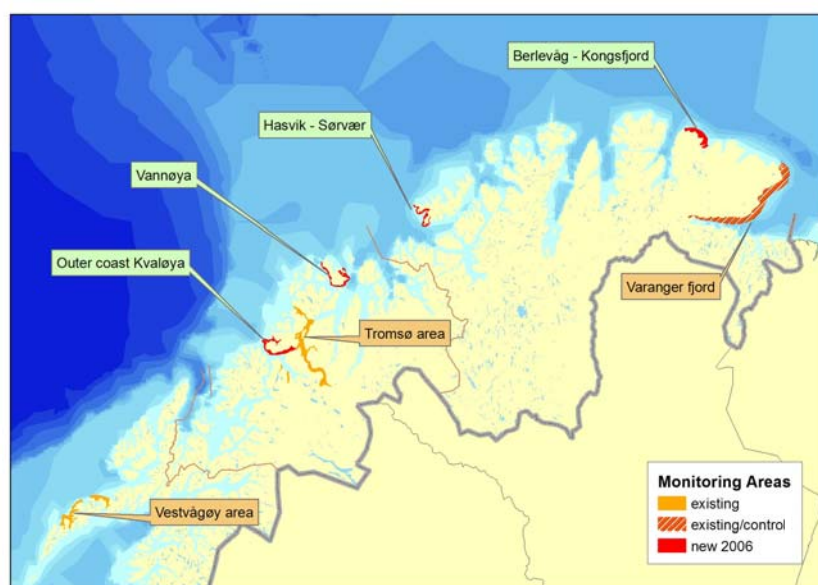 Berlevåg - Kongsfjord
Hasvik - Sørvær
Vannøya
Outer coast Kvaløya
Varanger fjord
Tromsø area
Vestvågøy area
Monitoring Areas
existing
existing/control
new 2006